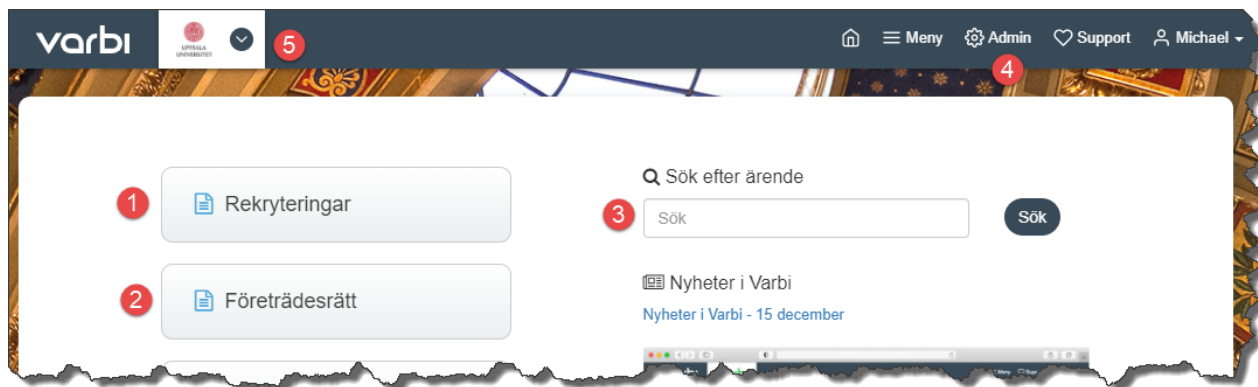 varbi
UPPSALA
UNIVERSITET
5
Meny
Admin
Support
Michael
4
1
Rekryteringar
Sök efter ärende
3
Sök
Sök
2
Företrädesrätt
Nyheter i Varbi
Nyheter i Varbi - 15 december